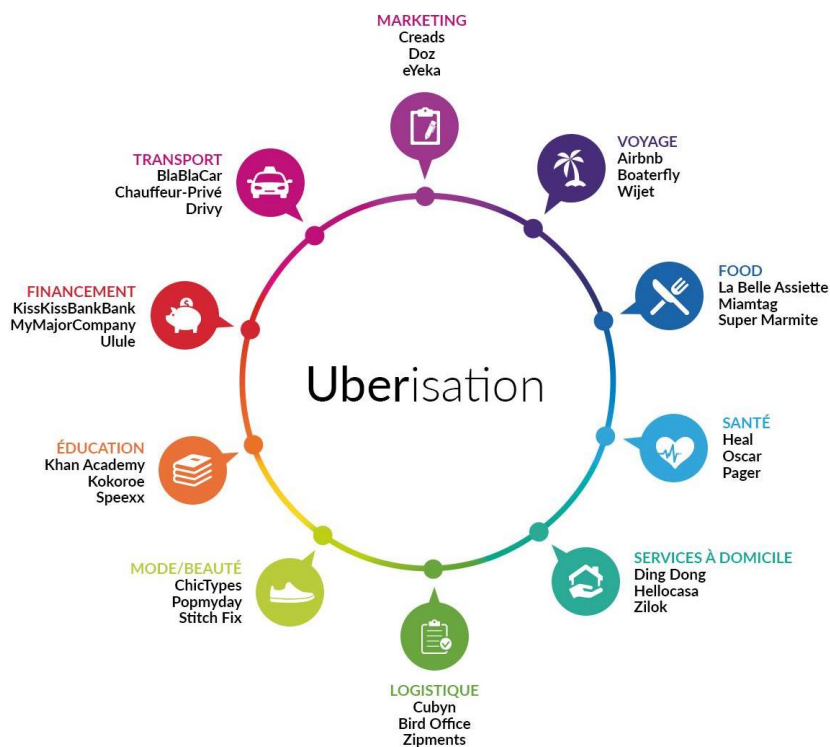 MARKETING
Creads
Doz
eYeka
VOYAGE
Airbnb
Boaterfly
Wijet
FOOD
La Belle Assiette
Miamtag
Super Marmite
SANTÉ
Heal
Oscar
Pager
SERVICES À DOMICILE
Ding Dong
Hellocasa
Zilok
LOGISTIQUE
Cubyn
Bird Office
Zipments
MODE/BEAUTÉ
ChicTypes
Popmyday
Stitch Fix
ÉDUCATION
Khan Academy
Kokoroe
Speexx
FINANCEMENT
KissKissBankBank
MyMajorCompany
Ulule
TRANSPORT
BlaBlaCar
Chauffeur-Privé
Drivy
Uberisation